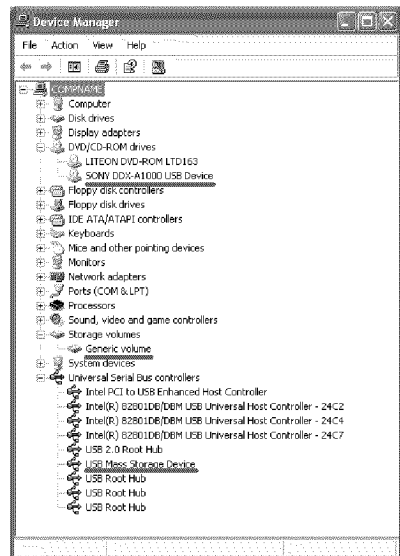 Device Manager
File Action View Help
COMPNAME
Computer
Disk drives
Display adapters
DVD/CD-ROM drives
LITEON DVD-ROM LTD163
SONY DDX-A1000 USB Device
Floppy disk controllers
Floppy disk drives
IDE ATA/ATAPI controllers
Keyboards
Mice and other pointing devices
Monitors
Network adapters
Ports (COM & LPT)
Processors
Sound, video and game controllers
Storage volumes
Generic volume
System devices
Universal Serial Bus controllers
Intel PCI to USB Enhanced Host Controller
Intel(R) 82801DB/DBM USB Universal Host Controller - 24C2
Intel(R) 82801DB/DBM USB Universal Host Controller - 24C4
Intel(R) 82801DB/DBM USB Universal Host Controller - 24C7
USB 2.0 Root Hub
USB Mass Storage Device
USB Root Hub
USB Root Hub
USB Root Hub